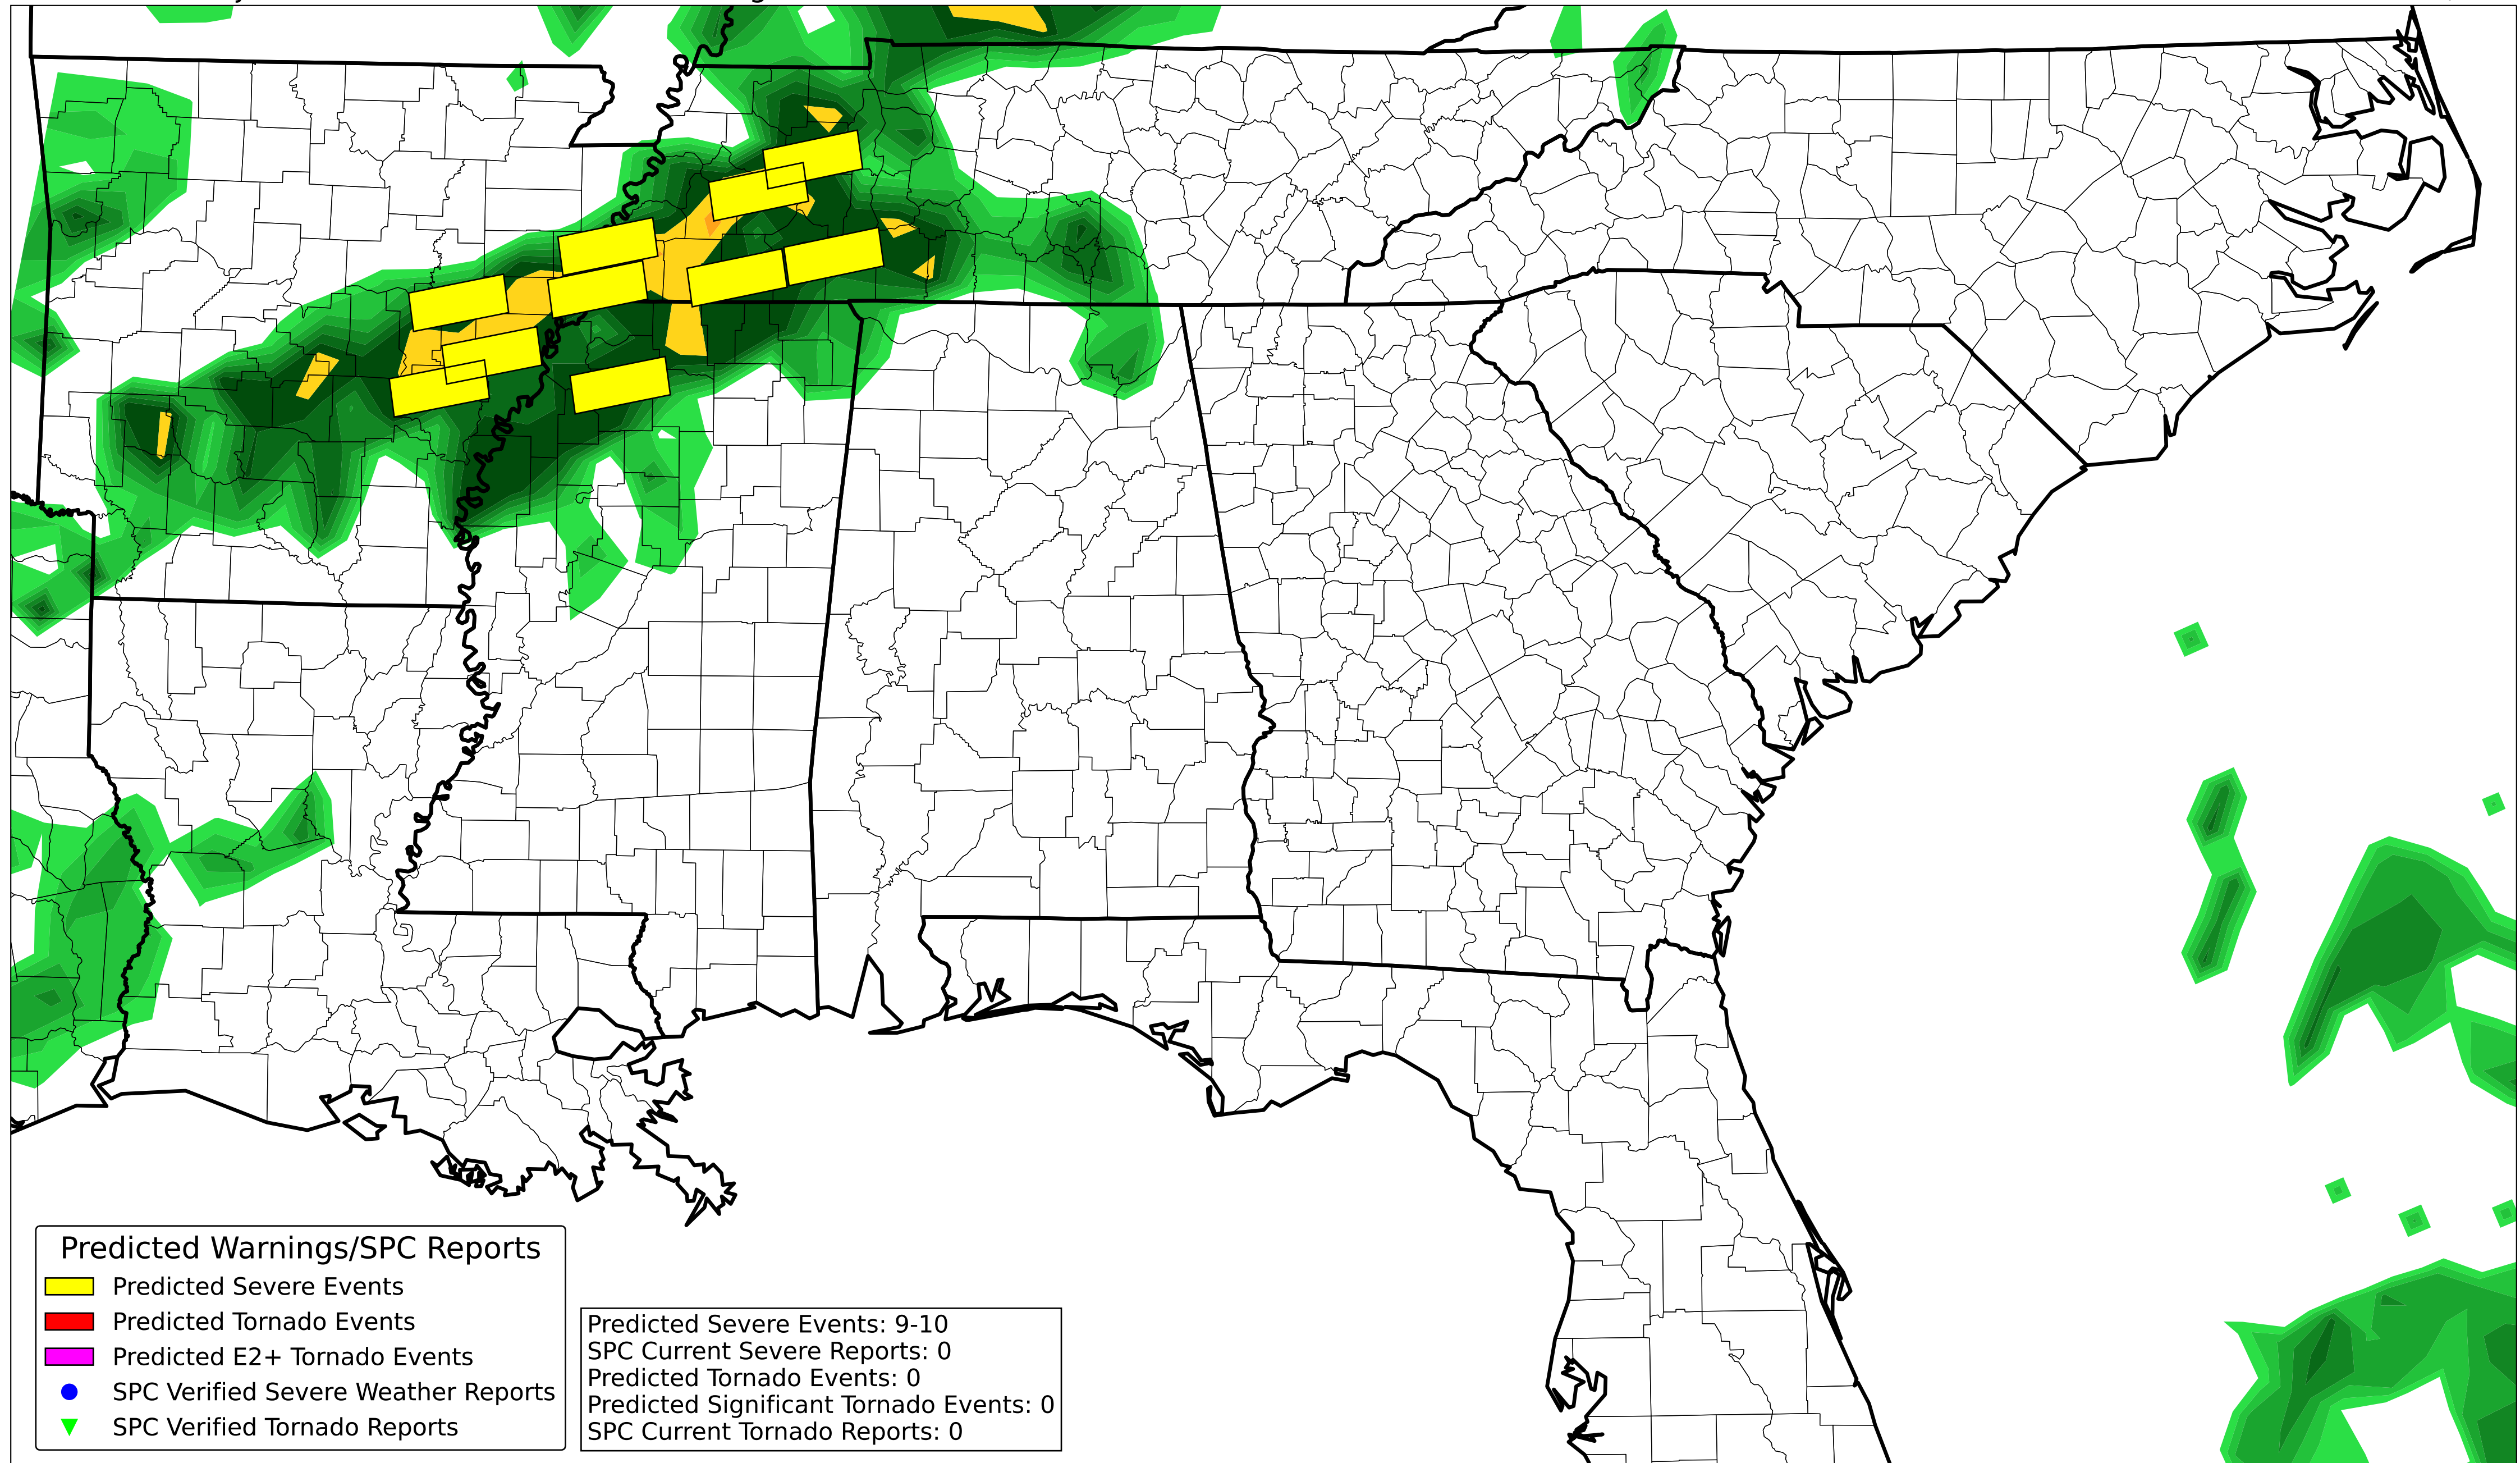 Predicted Warnings/SPC Reports
Predicted Severe Events
Predicted Tornado Events
Predicted E2+ Tornado Events
SPC Verified Severe Weather Reports
SPC Verified Tornado Reports
Predicted Severe Events: 9-10
SPC Current Severe Reports: 0
Predicted Tornado Events: 0
Predicted Significant Tornado Events: 0
SPC Current Tornado Reports: 0